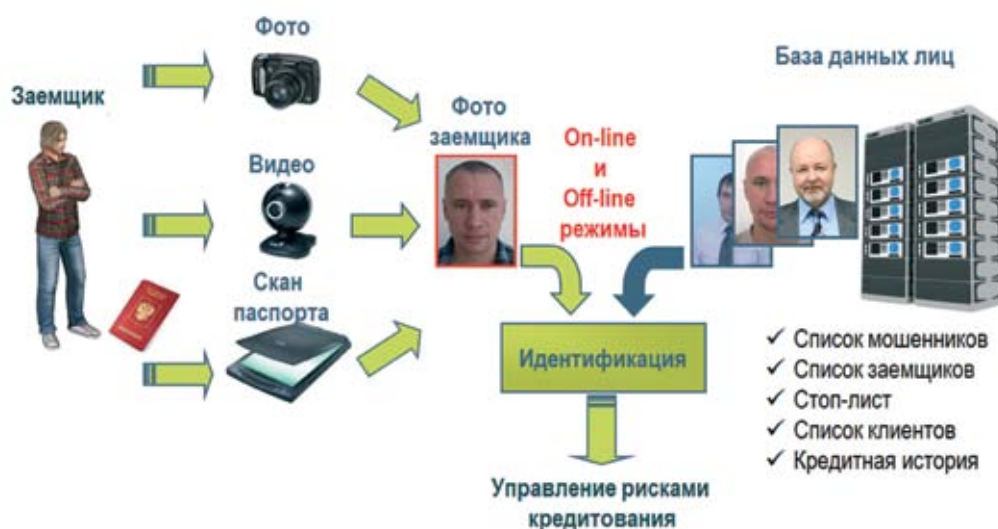 Фото
Заемщик
Видео
Скан
паспорта
Фото
заемщика
On-line
и
Off-line
режимы
База данных лиц
Идентификация
Управление рисками
кредитования
✓ Список мошенников
✓ Список заемщиков
✓ Стоп-лист
✓ Список клиентов
✓ Кредитная история